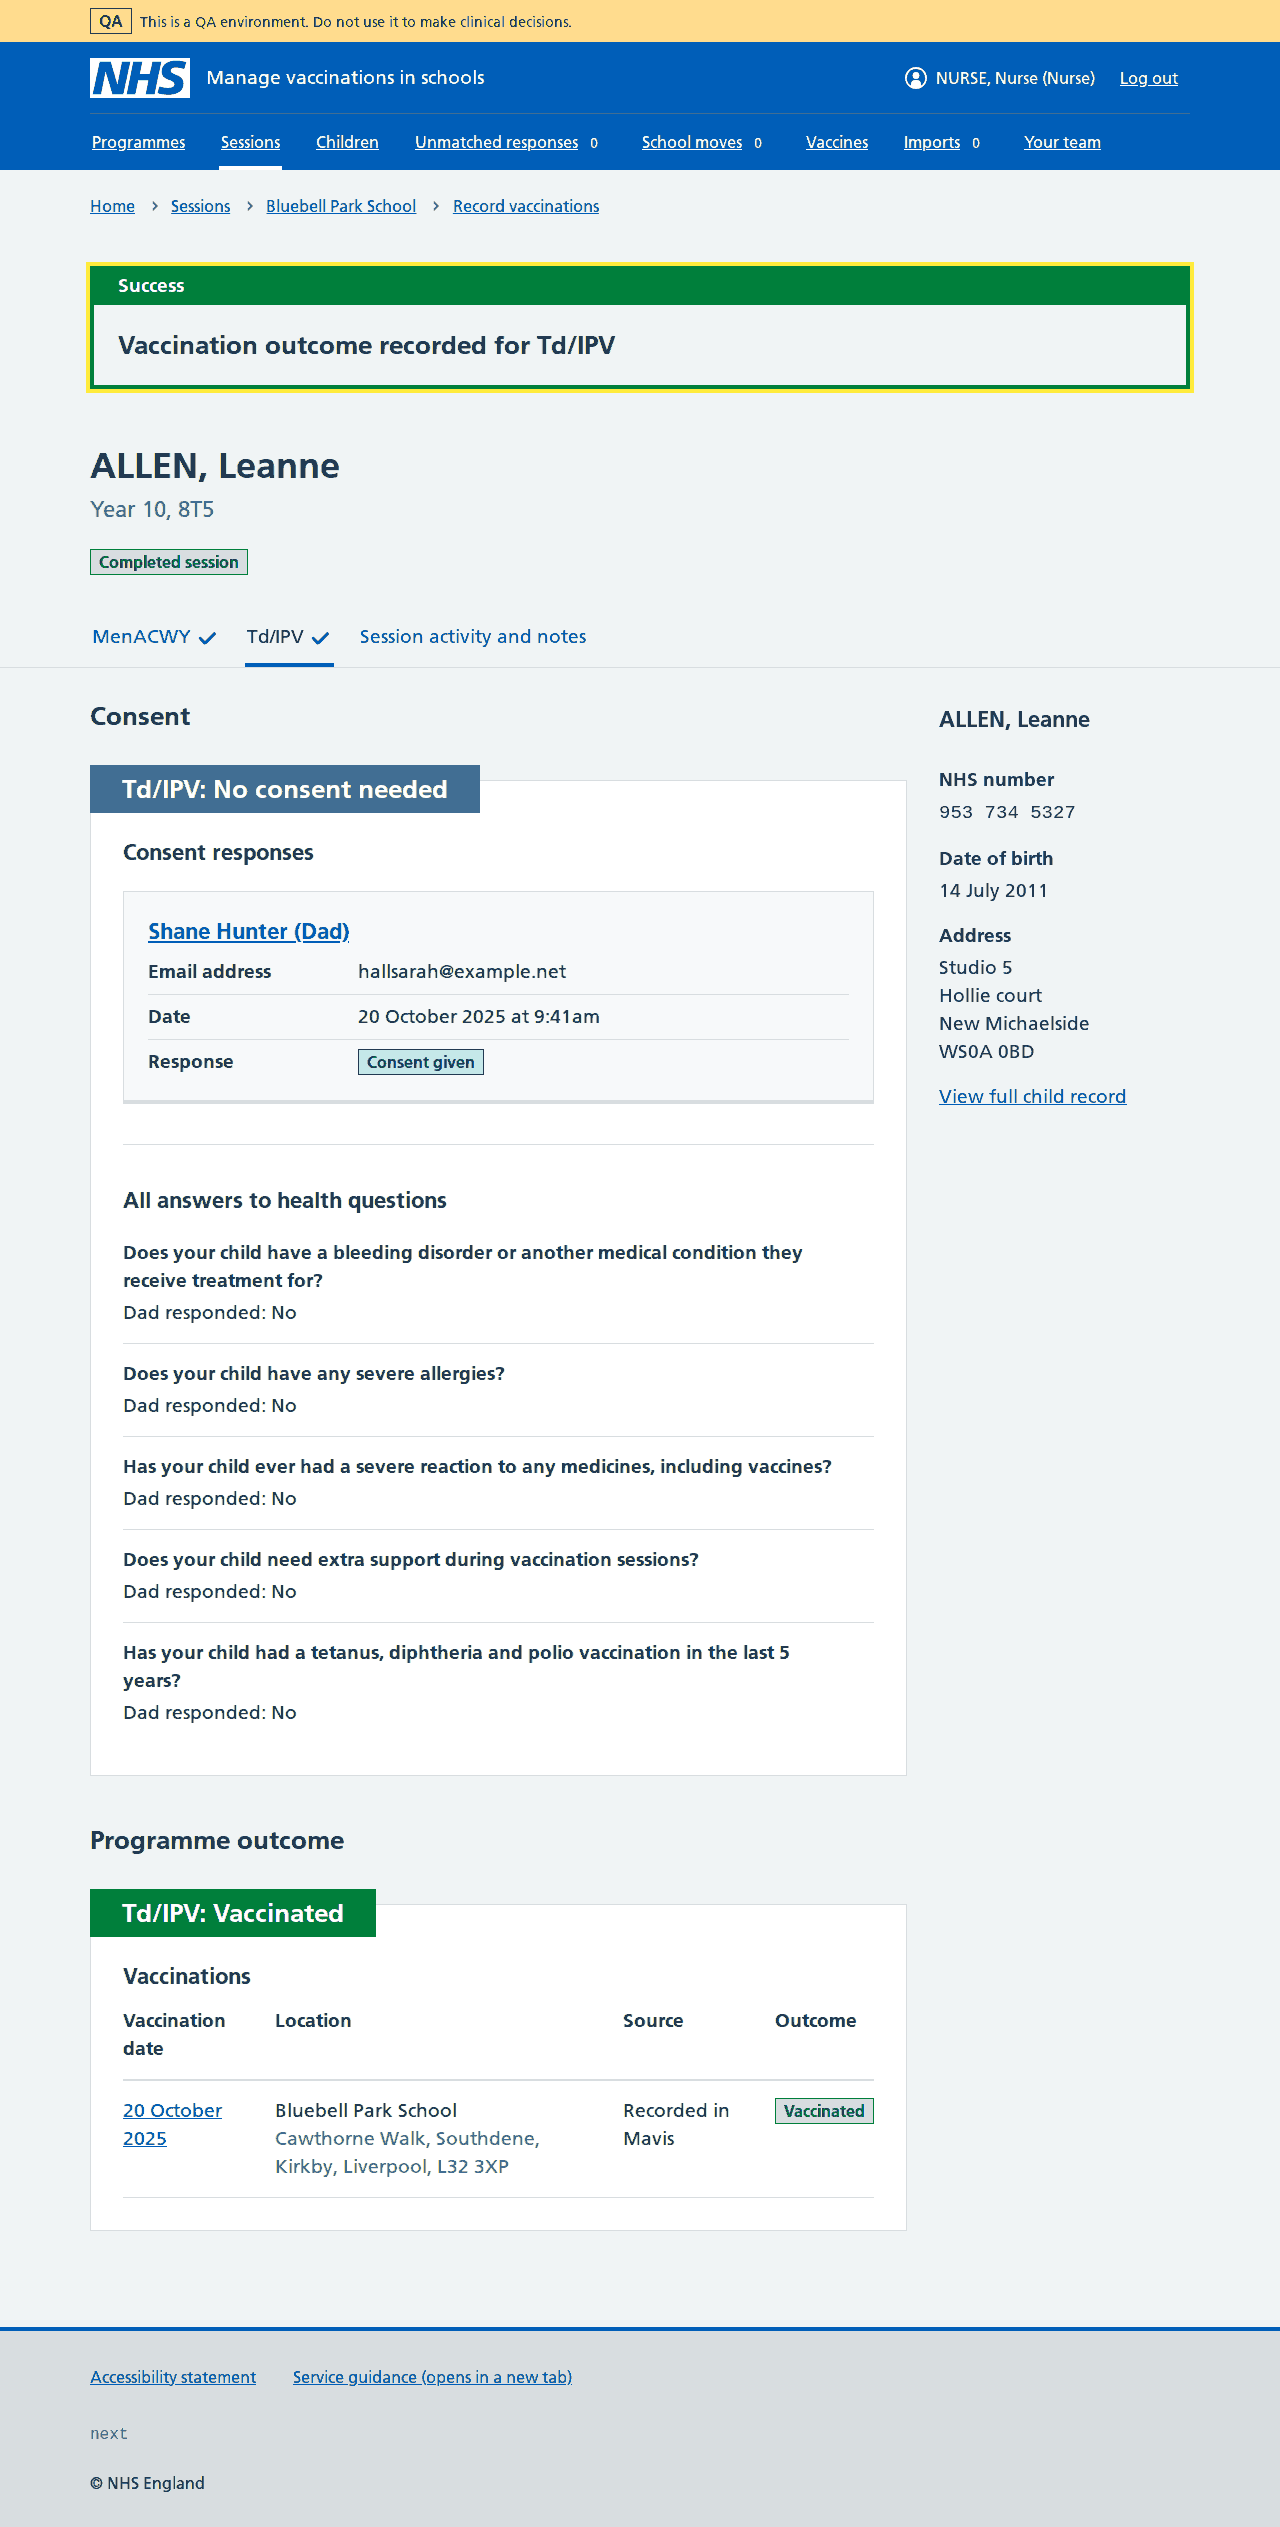 QA This is a QA environment. Do not use it to make clinical decisions.
NHS Manage vaccinations in schools NURSE, Nurse (Nurse) Log out
Programmes Sessions Children Unmatched responses 0 School moves 0 Vaccines Imports 0 Your team
Home Sessions Bluebell Park School Record vaccinations
Success
Vaccination outcome recorded for Td/IPV
ALLEN, Leanne
Year 10, 8T5
Completed session
MenACWY Td/IPV Session activity and notes
Consent
Td/IPV: No consent needed
Consent responses
Shane Hunter (Dad)
Email address hallsarah@example.net
Date 20 October 2025 at 9:41am
Response Consent given
All answers to health questions
Does your child have a bleeding disorder or another medical condition they
receive treatment for?
Dad responded: No
Does your child have any severe allergies?
Dad responded: No
Has your child ever had a severe reaction to any medicines, including vaccines?
Dad responded: No
Does your child need extra support during vaccination sessions?
Dad responded: No
Has your child had a tetanus, diphtheria and polio vaccination in the last 5
years?
Dad responded: No
ALLEN, Leanne
NHS number
953 734 5327
Date of birth
14 July 2011
Address
Studio 5
Hollie court
New Michaelside
WS0A 0BD
View full child record
Programme outcome
Td/IPV: Vaccinated
Vaccinations
Vaccination Location Source Outcome
date
20 October Bluebell Park School Recorded in Vaccinated
2025 Cawthorne Walk, Southdene, Mavis
Kirkby, Liverpool, L32 3XP
Accessibility statement Service guidance (opens in a new tab)
next
© NHS England